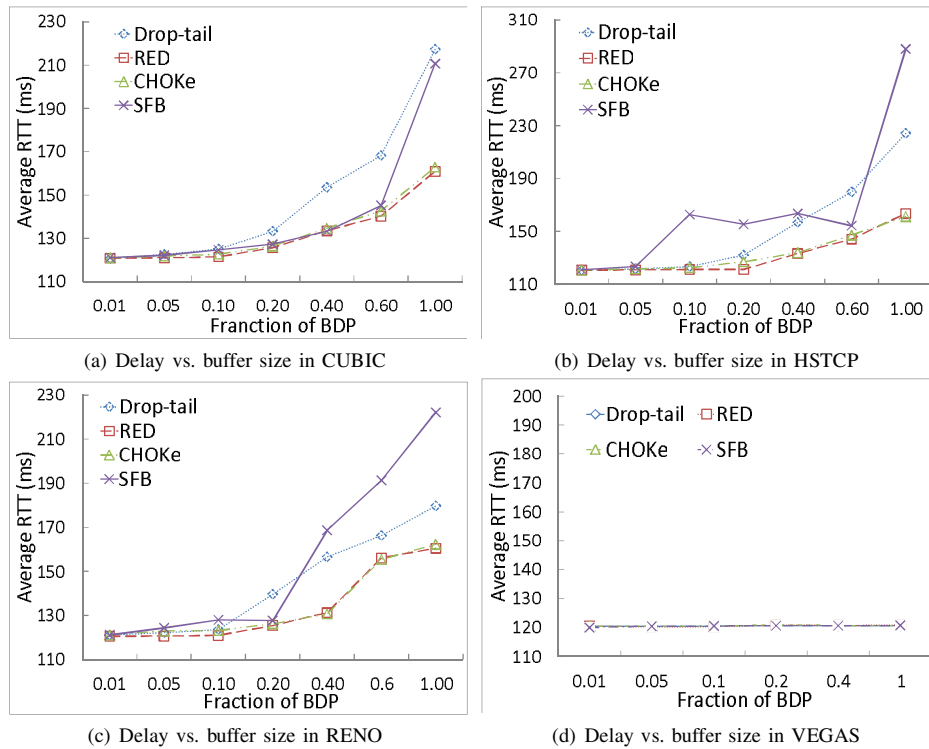 230
210
190
170
150
130
110
Average RTT (ms)
Drop-tail
RED
CHOKe
SFB
0.01 0.05 0.10 0.20 0.40 0.60 1.00
Franction of BDP
(a) Delay vs. buffer size in CUBIC
310
270
230
190
150
110
Average RTT (ms)
Drop-tail
RED
CHOKe
SFB
0.01 0.05 0.10 0.20 0.40 0.60 1.00
Fraction of BDP
(b) Delay vs. buffer size in HSTCP
230
210
190
170
150
130
110
Average RTT (ms)
Drop-tail
RED
CHOKe
SFB
0.01 0.05 0.10 0.20 0.40 0.6 1.00
Fraction of BDP
(c) Delay vs. buffer size in RENO
200
190
180
170
160
150
140
130
120
110
Average RTT (ms)
Drop-tail RED
CHOKe SFB
0.01 0.05 0.1 0.2 0.4 1
Fraction of BDP
(d) Delay vs. buffer size in VEGAS